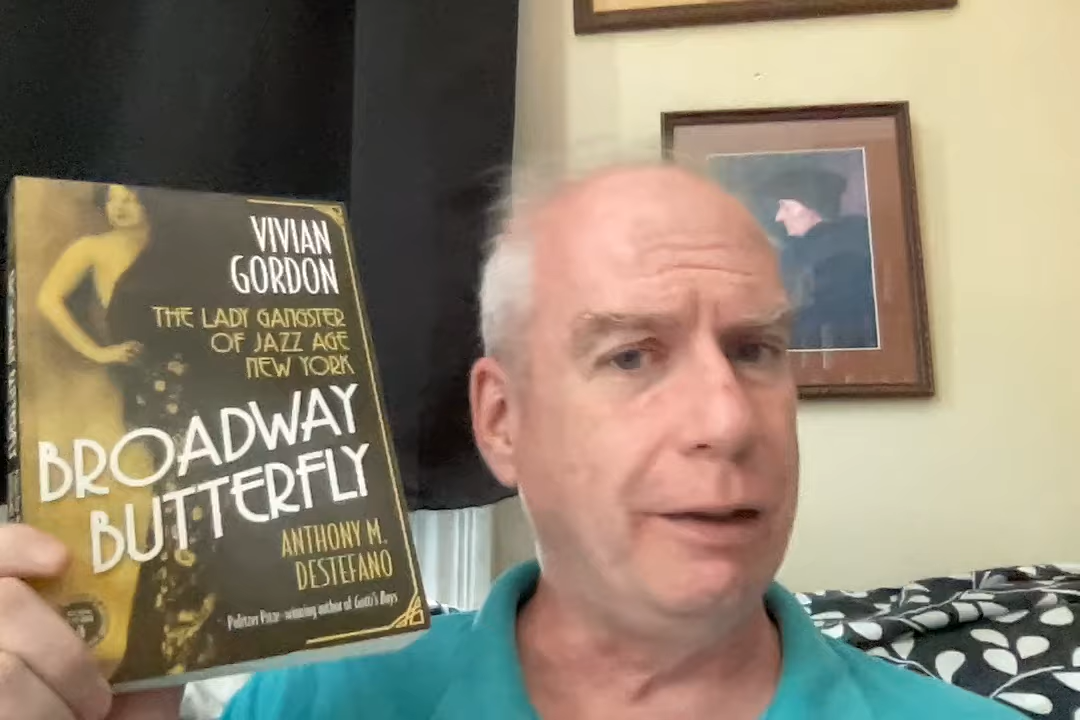 VIVIAN
GORDON
THE LADY GANGSTER
OF JAZZ AGE
NEW YORK
BROADWAY
BUTTERFLY
ANTHONY M.
DESTEFANO
Pulitzer Prize–winning author of Gotti's Boys